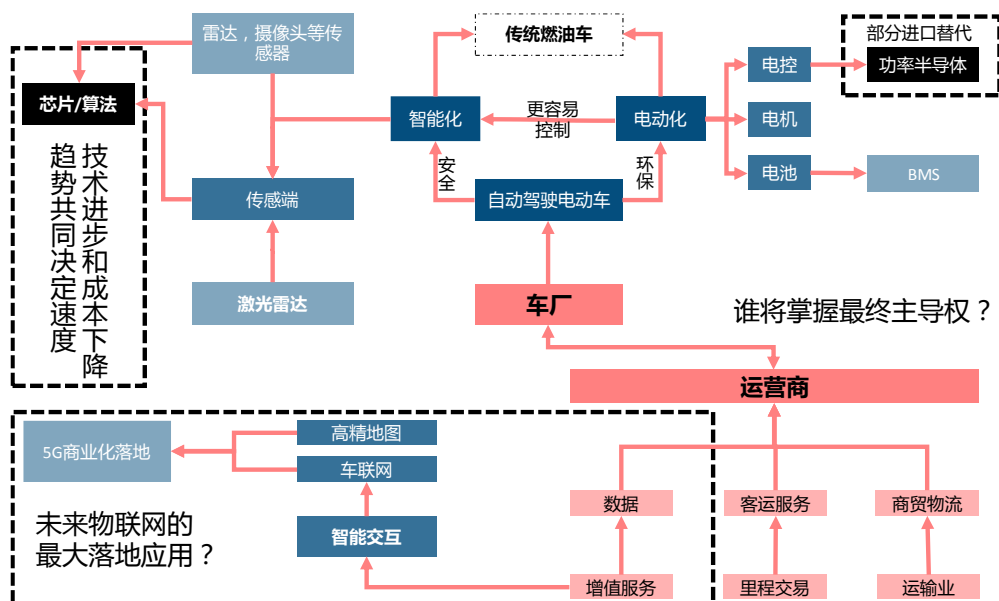 雷达，摄像头等传
感器
传统燃油车
部分进口替代
电控
功率半导体
芯片/算法
智能化
更容易
控制
电动化
电机
技术进步和成本下降
趋势共同决定速度
安全
环保
电池
BMS
传感端
自动驾驶电动车
激光雷达
车厂
谁将掌握最终主导权？
运营商
高精地图
5G商业化落地
车联网
数据
客运服务
商贸物流
未来物联网的
最大落地应用？
智能交互
增值服务
里程交易
运输业